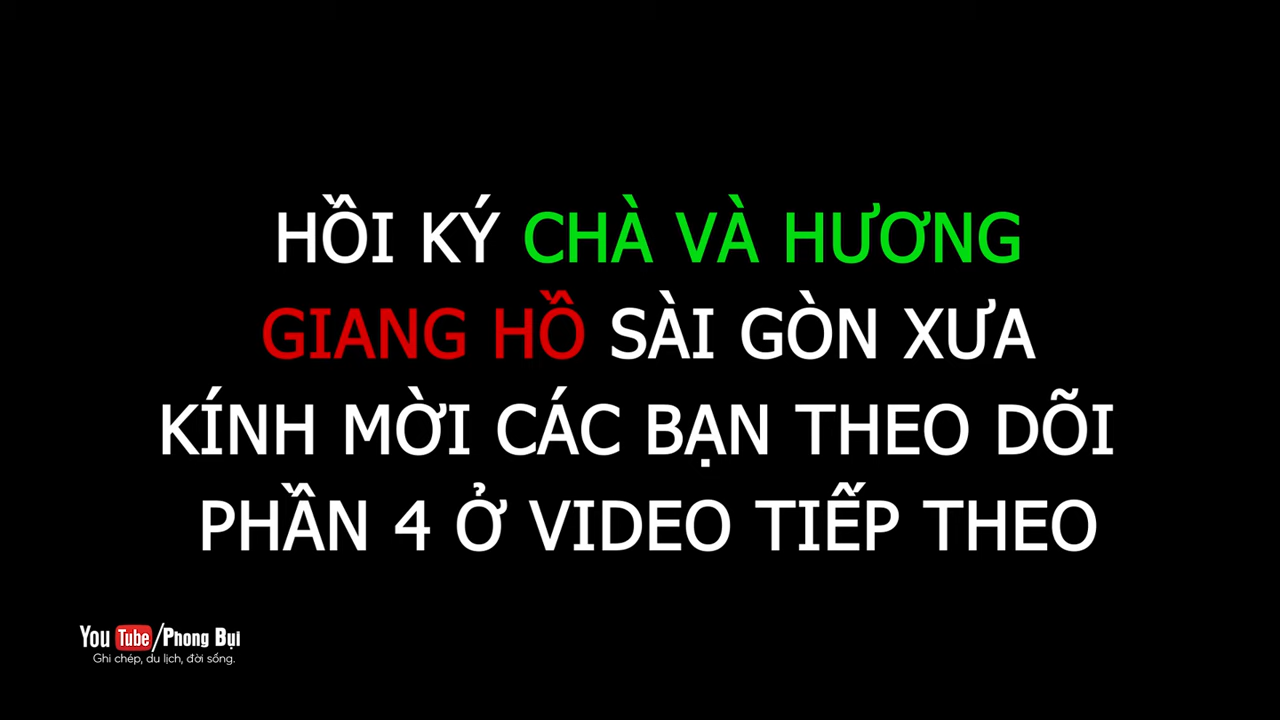 HỒI KÝ CHÀ VÀ HƯƠNG
GIANG HỒ SÀI GÒN XƯA
KÍNH MỜI CÁC BẠN THEO DÕI
PHẦN 4 Ở VIDEO TIẾP THEO
YouTube/Phong Bụi
Ghi chép, du lịch, đời sống.